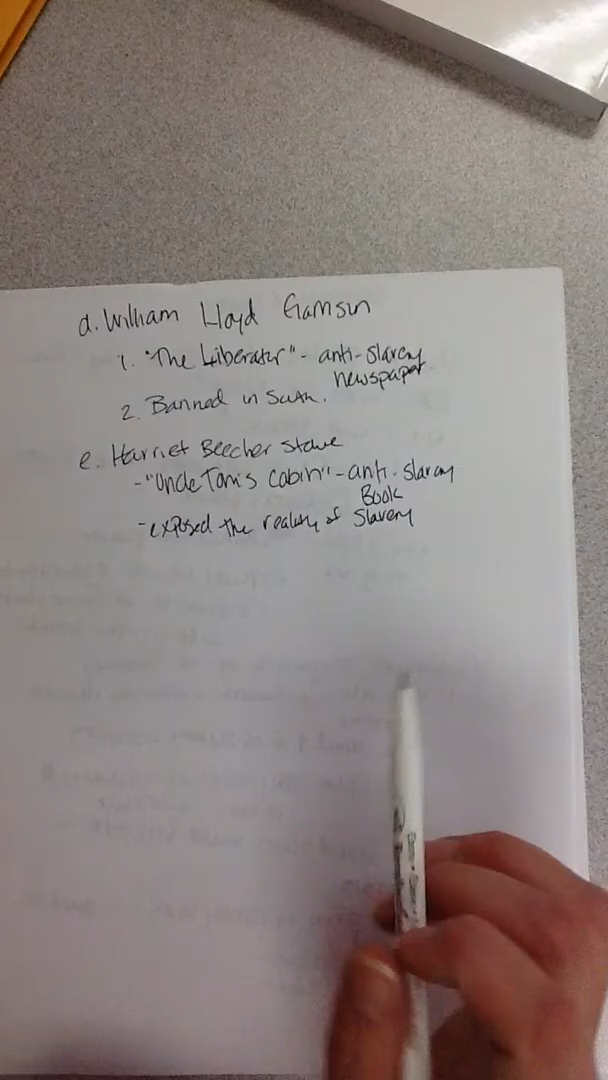 d. William Lloyd Garrison
1. "The Liberator" - anti-slavery
newspaper
2. Banned in South.
e. Harriet Beecher Stowe
- "Uncle Tom's Cabin" - anti-slavery
Book
- exposed the reality of slavery